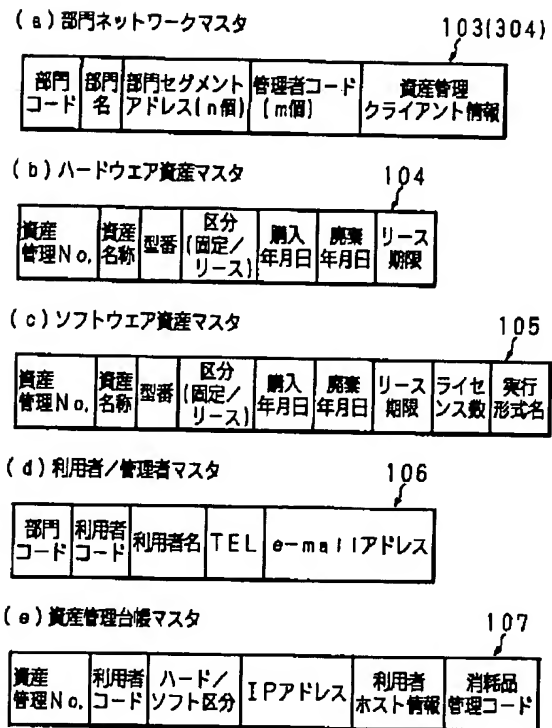 (a)部門ネットワークマスタ
103(304)
部門コード 部門名 部門セグメントアドレス(n個) 管理者コード(m個) 資産管理クライアント情報
(b)ハードウェア資産マスタ
104
資産管理No. 資産名称 型番 区分(固定/リース) 購入年月日 廃棄年月日 リース期限
(c)ソフトウェア資産マスタ
105
資産管理No. 資産名称 型番 区分(固定/リース) 購入年月日 廃棄年月日 リース期限 ライセンス数 実行形式名
(d)利用者/管理者マスタ
106
部門コード 利用者コード 利用者名 TEL e-mailアドレス
(e)資産管理台帳マスタ
107
資産管理No. 利用者コード ハード/ソフト区分 IPアドレス 利用者ホスト情報 消耗品管理コード